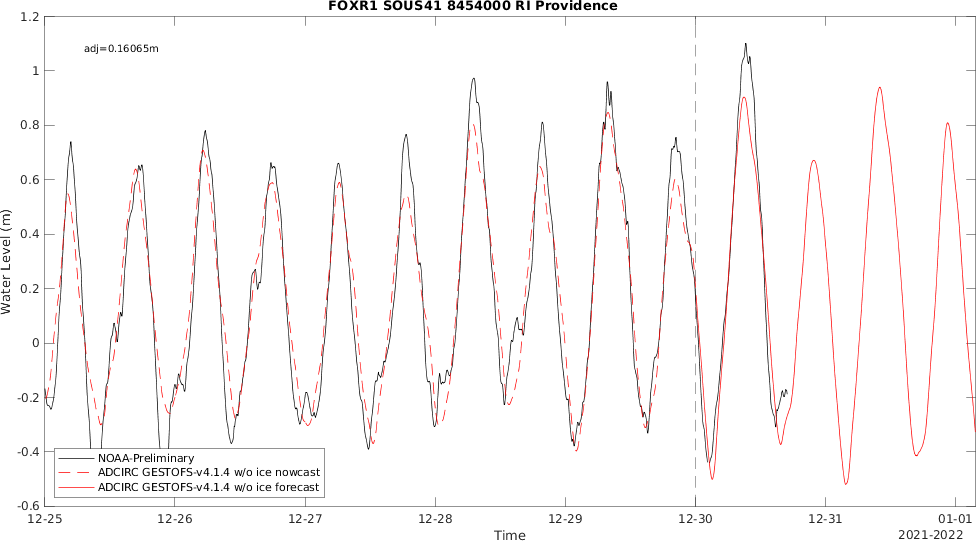 FOXR1 SOUS41 8454000 RI Providence
adj=0.16065m
1.2
1
0.8
0.6
0.4
0.2
0
-0.2
-0.4
-0.6
Water Level (m)
NOAA-Preliminary
ADCIRC GESTOFS-v4.1.4 w/o ice nowcast
ADCIRC GESTOFS-v4.1.4 w/o ice forecast
12-25 12-26 12-27 12-28 12-29 12-30 12-31 01-01
Time
2021-2022